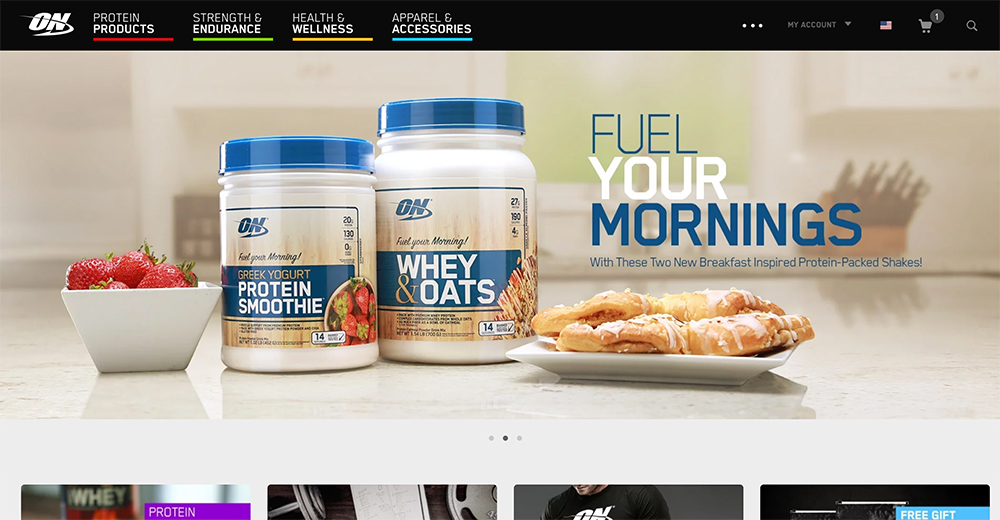 ON
PROTEIN
PRODUCTS
STRENGTH &
ENDURANCE
HEALTH &
WELLNESS
APPAREL &
ACCESSORIES
MY ACCOUNT
1
FUEL
YOUR
MORNINGS
With These Two New Breakfast Inspired Protein-Packed Shakes!
ON
20
130
0
Fuel your Morning!
GREEK YOGURT
PROTEIN
SMOOTHIE
14
ON
27
190
4
Fuel your Morning!
WHEY
&OATS
14
WHEY
PROTEIN
ON
FREE GIFT